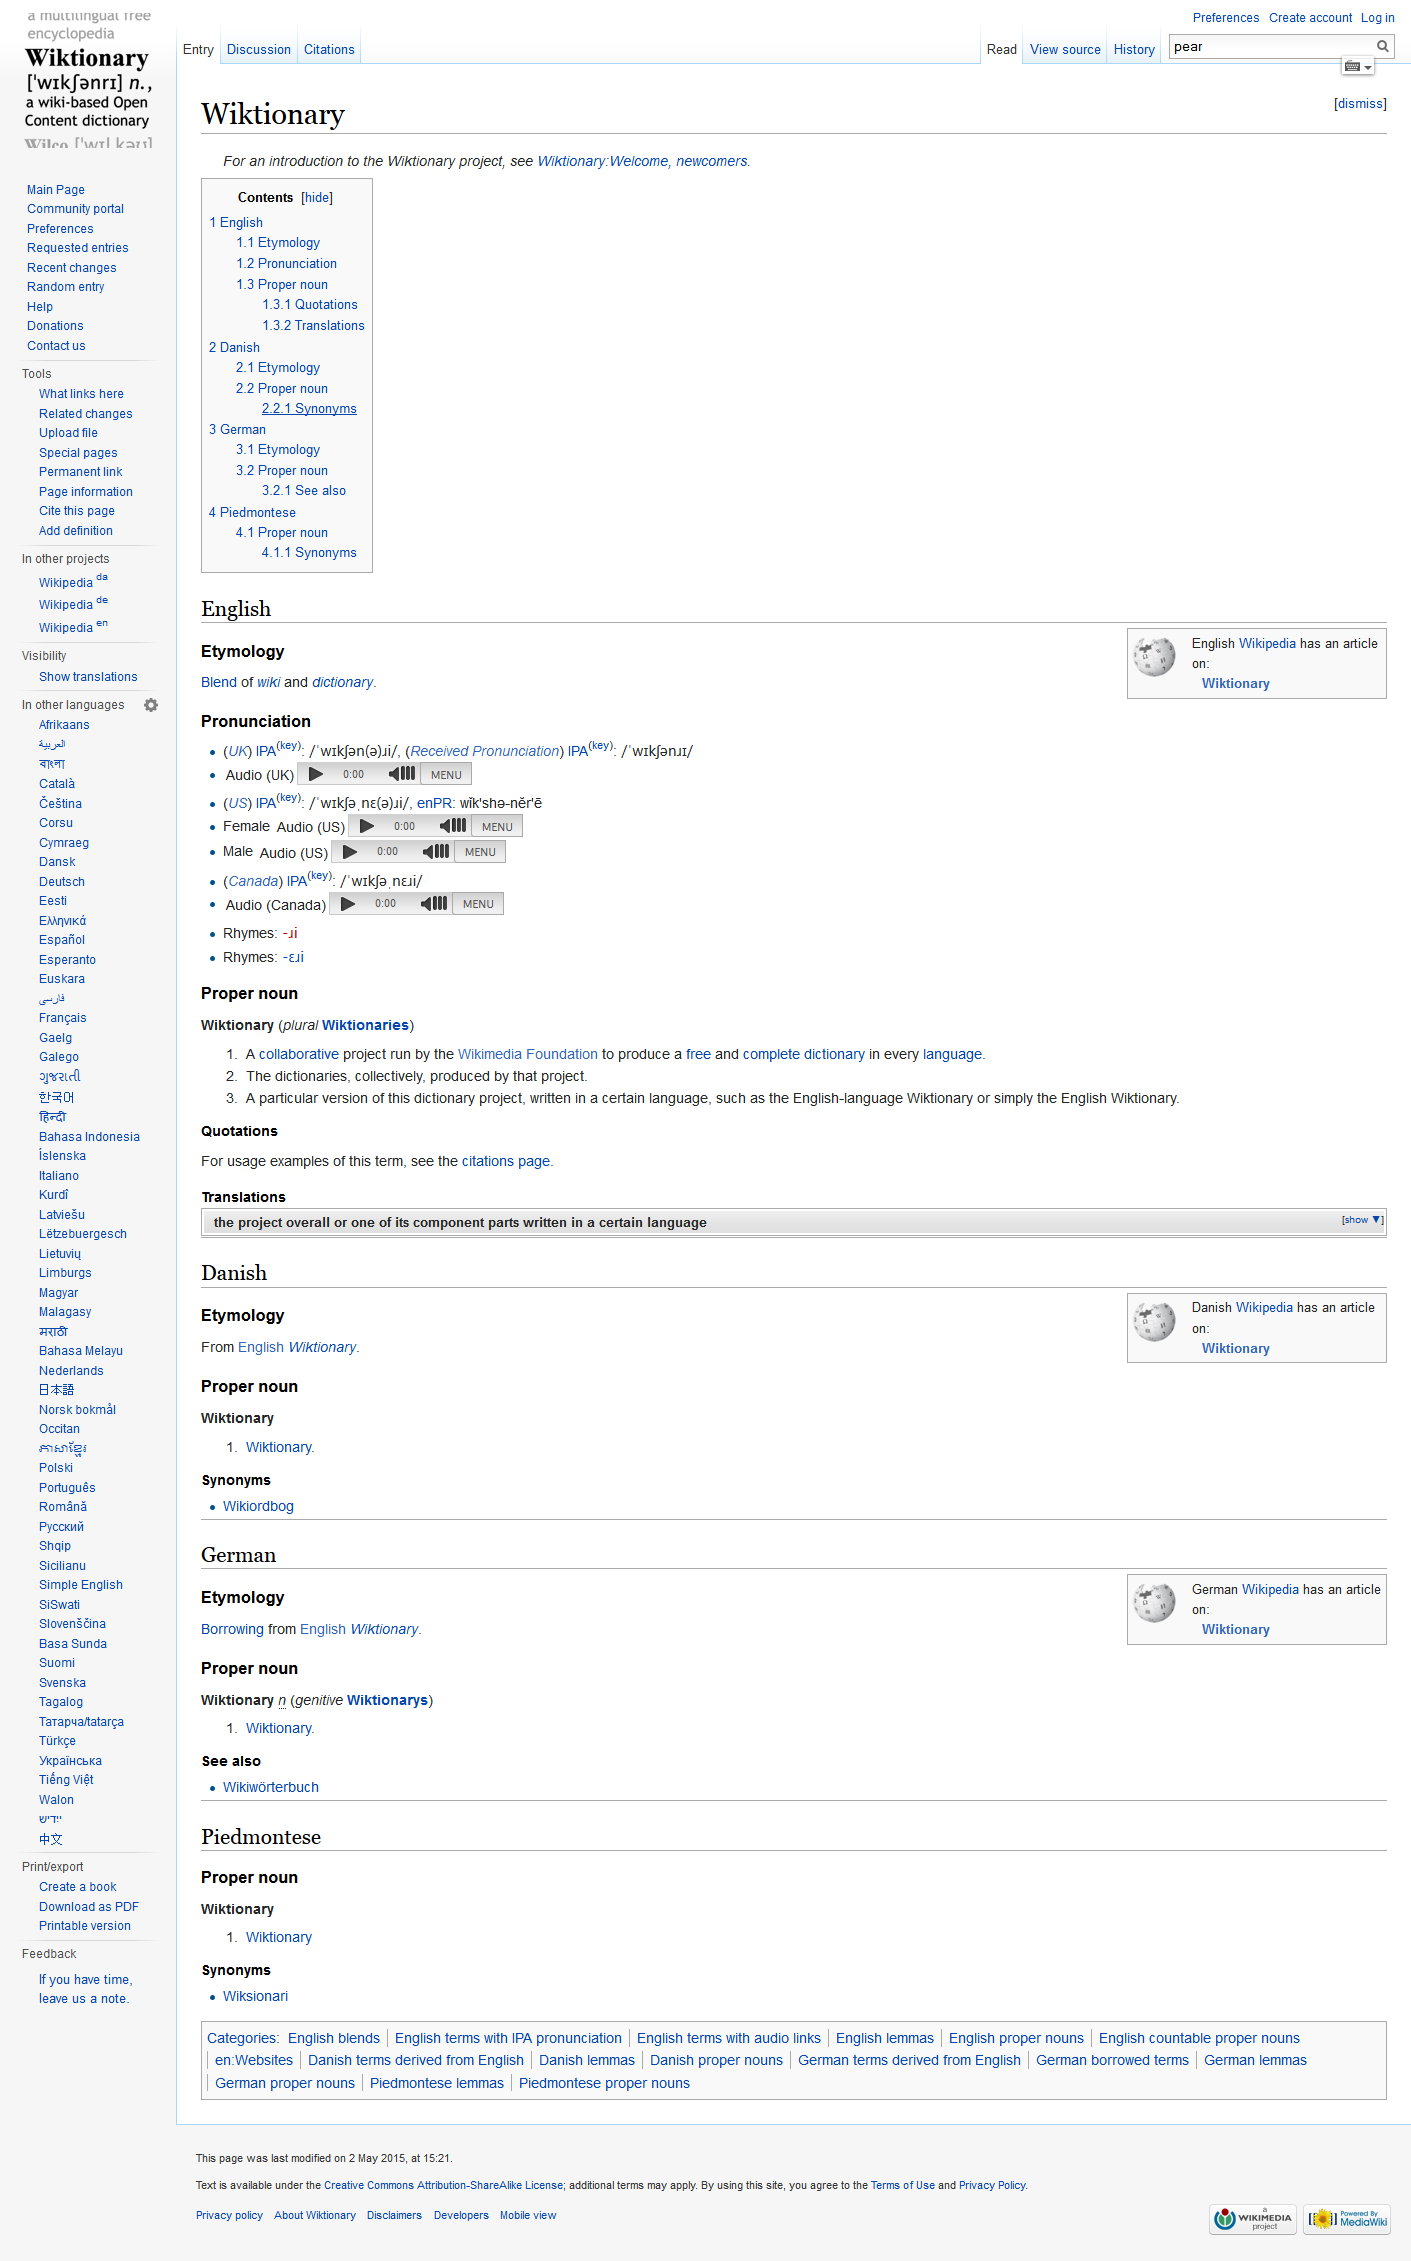 a multilingual free
encyclopedia
Wiktionary
['wɪkʃənrɪ] n.,
a wiki-based Open
Content dictionary
Wilco ['wɪl kəʊ]
Preferences Create account Log in
Entry Discussion Citations Read View source History pear
Wiktionary
[dismiss]
For an introduction to the Wiktionary project, see Wiktionary:Welcome, newcomers.
Contents [hide]
1 English
1.1 Etymology
1.2 Pronunciation
1.3 Proper noun
1.3.1 Quotations
1.3.2 Translations
2 Danish
2.1 Etymology
2.2 Proper noun
2.2.1 Synonyms
3 German
3.1 Etymology
3.2 Proper noun
3.2.1 See also
4 Piedmontese
4.1 Proper noun
4.1.1 Synonyms
Main Page
Community portal
Preferences
Requested entries
Recent changes
Random entry
Help
Donations
Contact us
Tools
What links here
Related changes
Upload file
Special pages
Permanent link
Page information
Cite this page
Add definition
In other projects
Wikipedia da
Wikipedia de
Wikipedia en
Visibility
Show translations
In other languages
Afrikaans
العربية
বাংলা
Català
Čeština
Corsu
Cymraeg
Dansk
Deutsch
Eesti
Ελληνικά
Español
Esperanto
Euskara
فارسی
Français
Gaelg
Galego
ગુજરાતી
한국어
हिन्दी
Bahasa Indonesia
Íslenska
Italiano
Kurdî
Latviešu
Lëtzebuergesch
Lietuvių
Limburgs
Magyar
Malagasy
मराठी
Bahasa Melayu
Nederlands
日本語
Norsk bokmål
Occitan
ភាសាខ្មែរ
Polski
Português
Română
Русский
Shqip
Sicilianu
Simple English
SiSwati
Slovenščina
Basa Sunda
Suomi
Svenska
Tagalog
Татарча/tatarça
Türkçe
Українська
Tiếng Việt
Walon
ייִדיש
中文
Print/export
Create a book
Download as PDF
Printable version
Feedback
If you have time,
leave us a note.
English
Etymology
Blend of wiki and dictionary.
English Wikipedia has an article
on:
Wiktionary
Pronunciation
• (UK) IPA(key): /ˈwɪkʃən(ə)ɹi/, (Received Pronunciation) IPA(key): /ˈwɪkʃənɹɪ/
• Audio (UK) 0:00 MENU
• (US) IPA(key): /ˈwɪkʃəˌnɛ(ə)ɹi/, enPR: wĭk'shə-nĕr'ē
• Female Audio (US) 0:00 MENU
• Male Audio (US) 0:00 MENU
• (Canada) IPA(key): /ˈwɪkʃəˌnɛɹi/
• Audio (Canada) 0:00 MENU
• Rhymes: -ɹi
• Rhymes: -ɛɹi
Proper noun
Wiktionary (plural Wiktionaries)
1. A collaborative project run by the Wikimedia Foundation to produce a free and complete dictionary in every language.
2. The dictionaries, collectively, produced by that project.
3. A particular version of this dictionary project, written in a certain language, such as the English-language Wiktionary or simply the English Wiktionary.
Quotations
For usage examples of this term, see the citations page.
Translations
the project overall or one of its component parts written in a certain language [show ▼]
Danish
Etymology
From English Wiktionary.
Danish Wikipedia has an article
on:
Wiktionary
Proper noun
Wiktionary
1. Wiktionary.
Synonyms
• Wikiordbog
German
Etymology
Borrowing from English Wiktionary.
German Wikipedia has an article
on:
Wiktionary
Proper noun
Wiktionary n (genitive Wiktionarys)
1. Wiktionary.
See also
• Wikiwörterbuch
Piedmontese
Proper noun
Wiktionary
1. Wiktionary
Synonyms
• Wiksionari
Categories: English blends | English terms with IPA pronunciation | English terms with audio links | English lemmas | English proper nouns | English countable proper nouns
| en:Websites | Danish terms derived from English | Danish lemmas | Danish proper nouns | German terms derived from English | German borrowed terms | German lemmas
| German proper nouns | Piedmontese lemmas | Piedmontese proper nouns
This page was last modified on 2 May 2015, at 15:21.
Text is available under the Creative Commons Attribution-ShareAlike License; additional terms may apply. By using this site, you agree to the Terms of Use and Privacy Policy.
Privacy policy About Wiktionary Disclaimers Developers Mobile view
a
WIKIMEDIA
project
Powered By
MediaWiki